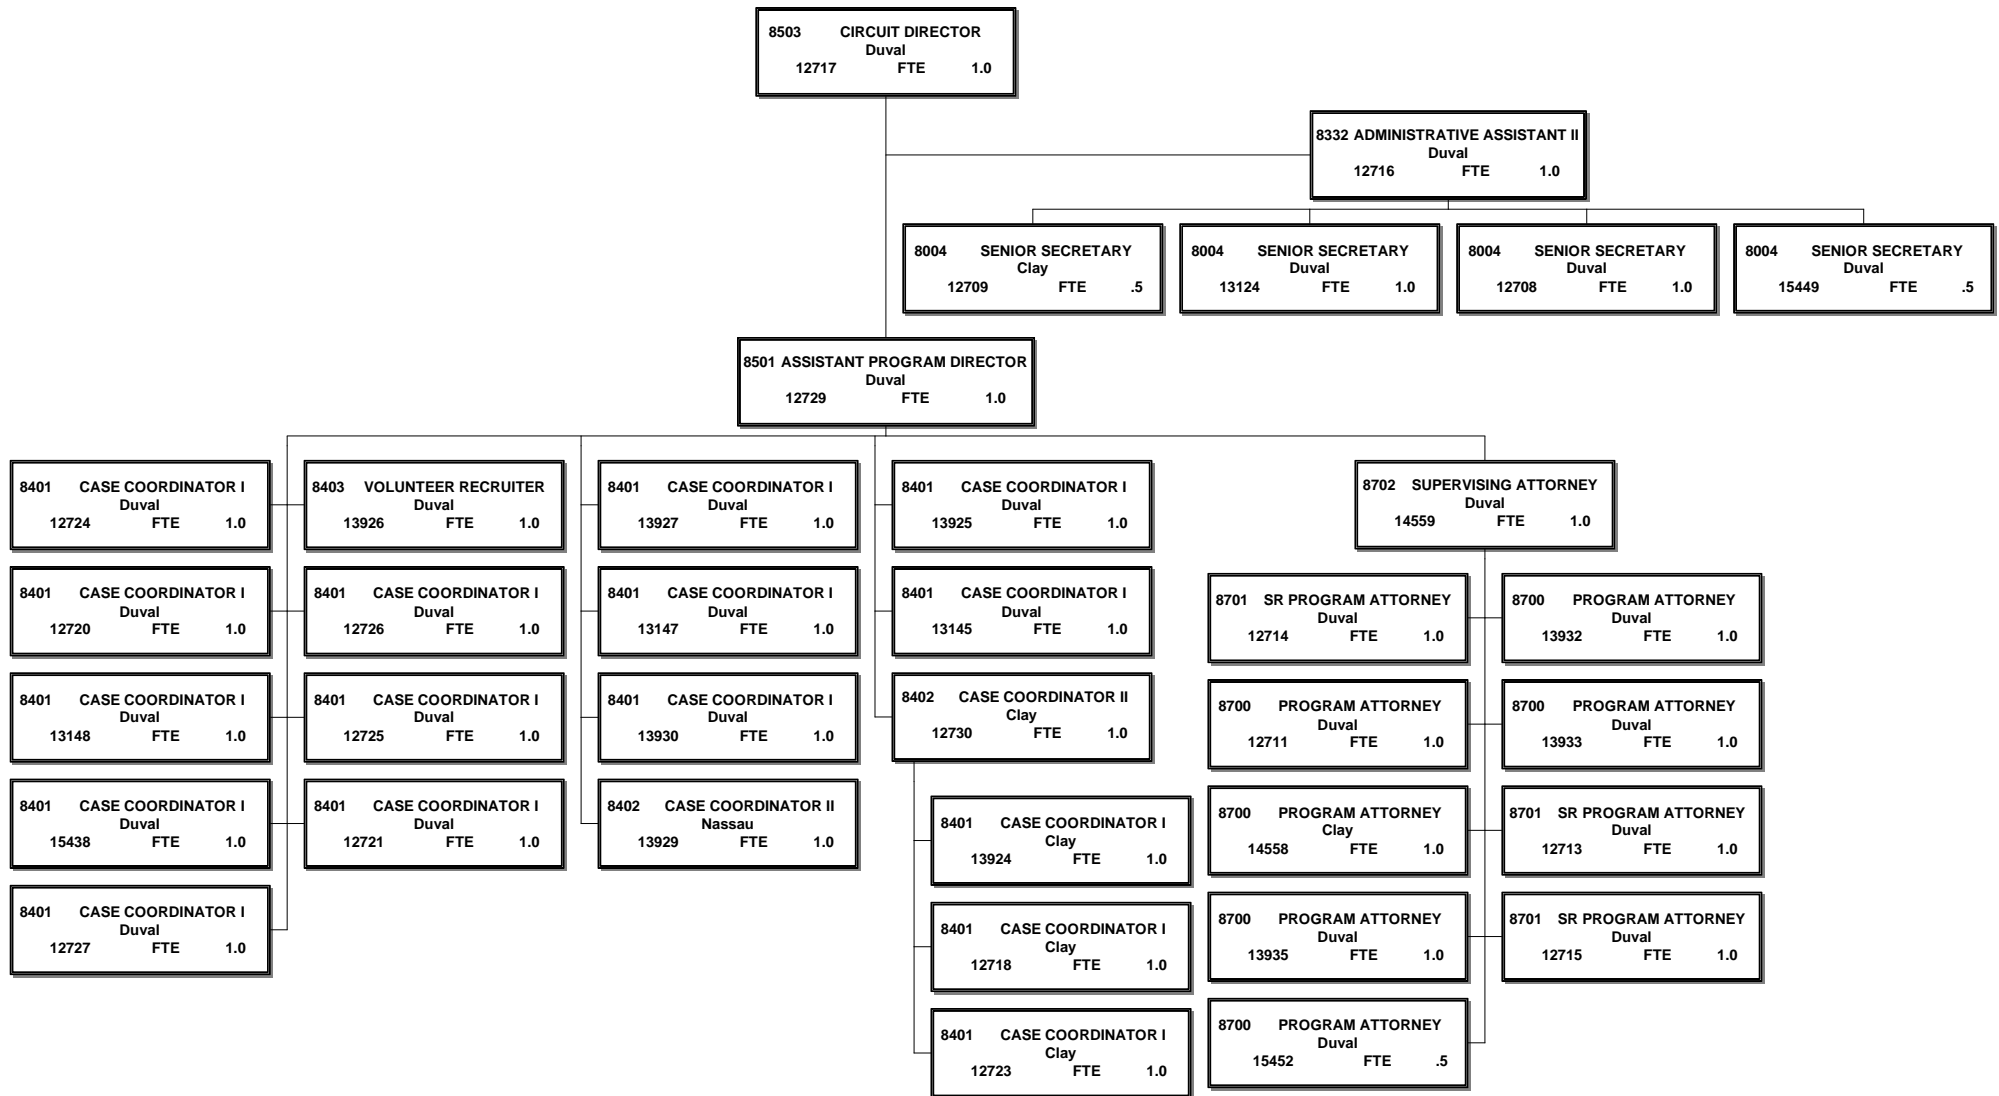 8503 CIRCUIT DIRECTOR
Duval
12717 FTE 1.0
8332 ADMINISTRATIVE ASSISTANT II
Duval
12716 FTE 1.0
8004 SENIOR SECRETARY
Clay
12709 FTE .5
8004 SENIOR SECRETARY
Duval
13124 FTE 1.0
8004 SENIOR SECRETARY
Duval
12708 FTE 1.0
8004 SENIOR SECRETARY
Duval
15449 FTE .5
8501 ASSISTANT PROGRAM DIRECTOR
Duval
12729 FTE 1.0
8401 CASE COORDINATOR I
Duval
12724 FTE 1.0
8403 VOLUNTEER RECRUITER
Duval
13926 FTE 1.0
8401 CASE COORDINATOR I
Duval
12720 FTE 1.0
8401 CASE COORDINATOR I
Duval
12726 FTE 1.0
8401 CASE COORDINATOR I
Duval
13148 FTE 1.0
8401 CASE COORDINATOR I
Duval
12725 FTE 1.0
8401 CASE COORDINATOR I
Duval
15438 FTE 1.0
8401 CASE COORDINATOR I
Duval
12721 FTE 1.0
8401 CASE COORDINATOR I
Duval
12727 FTE 1.0
8401 CASE COORDINATOR I
Duval
13927 FTE 1.0
8401 CASE COORDINATOR I
Duval
13147 FTE 1.0
8401 CASE COORDINATOR I
Duval
13930 FTE 1.0
8402 CASE COORDINATOR II
Nassau
13929 FTE 1.0
8401 CASE COORDINATOR I
Duval
13925 FTE 1.0
8401 CASE COORDINATOR I
Duval
13145 FTE 1.0
8402 CASE COORDINATOR II
Clay
12730 FTE 1.0
8401 CASE COORDINATOR I
Clay
13924 FTE 1.0
8401 CASE COORDINATOR I
Clay
12718 FTE 1.0
8401 CASE COORDINATOR I
Clay
12723 FTE 1.0
8702 SUPERVISING ATTORNEY
Duval
14559 FTE 1.0
8701 SR PROGRAM ATTORNEY
Duval
12714 FTE 1.0
8700 PROGRAM ATTORNEY
Duval
13932 FTE 1.0
8700 PROGRAM ATTORNEY
Duval
12711 FTE 1.0
8700 PROGRAM ATTORNEY
Duval
13933 FTE 1.0
8700 PROGRAM ATTORNEY
Clay
14558 FTE 1.0
8701 SR PROGRAM ATTORNEY
Duval
12713 FTE 1.0
8700 PROGRAM ATTORNEY
Duval
13935 FTE 1.0
8701 SR PROGRAM ATTORNEY
Duval
12715 FTE 1.0
8700 PROGRAM ATTORNEY
Duval
15452 FTE .5